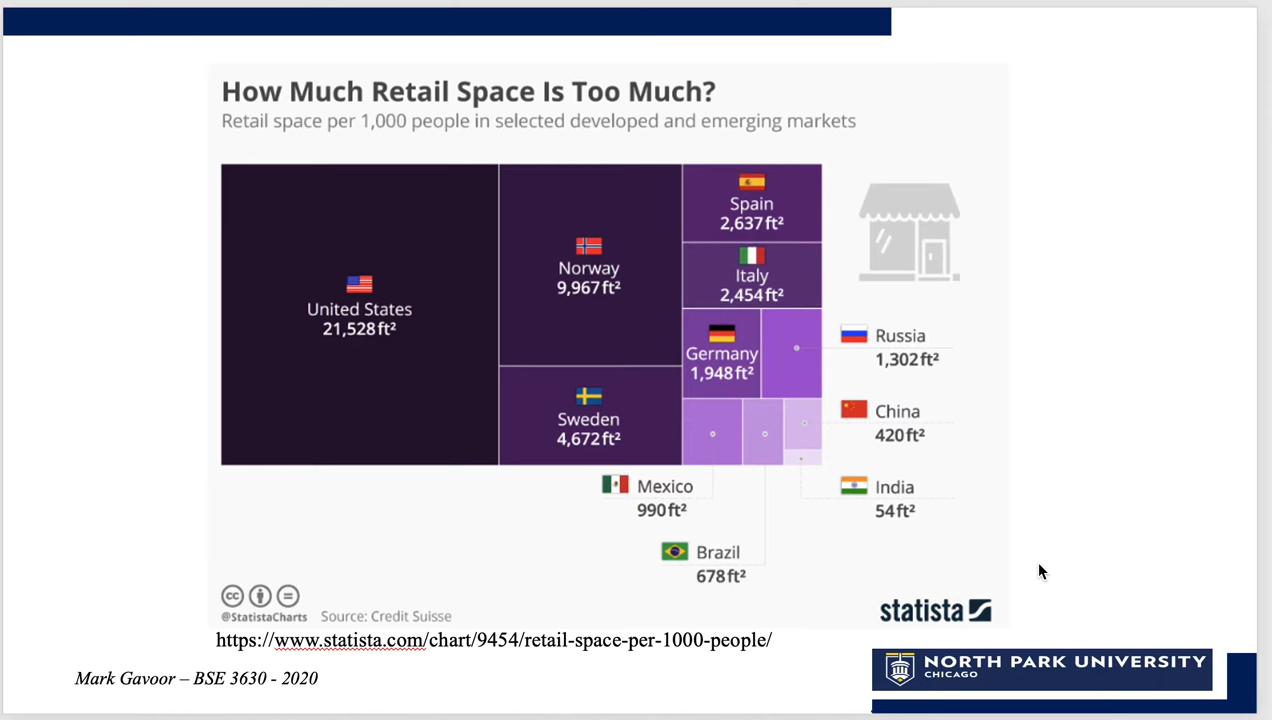 How Much Retail Space Is Too Much?
Retail space per 1,000 people in selected developed and emerging markets
United States
21,528 ft²
Norway
9,967 ft²
Sweden
4,672 ft²
Spain
2,637 ft²
Italy
2,454 ft²
Germany
1,948 ft²
Russia
1,302 ft²
China
420 ft²
India
54 ft²
Mexico
990 ft²
Brazil
678 ft²
cc
@StatistaCharts Source: Credit Suisse
statista
https://www.statista.com/chart/9454/retail-space-per-1000-people/
Mark Gavoor – BSE 3630 - 2020
NORTH PARK UNIVERSITY
CHICAGO